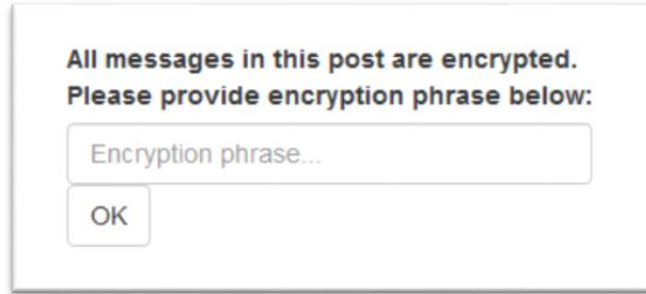 All messages in this post are encrypted.
Please provide encryption phrase below:
Encryption phrase...
OK